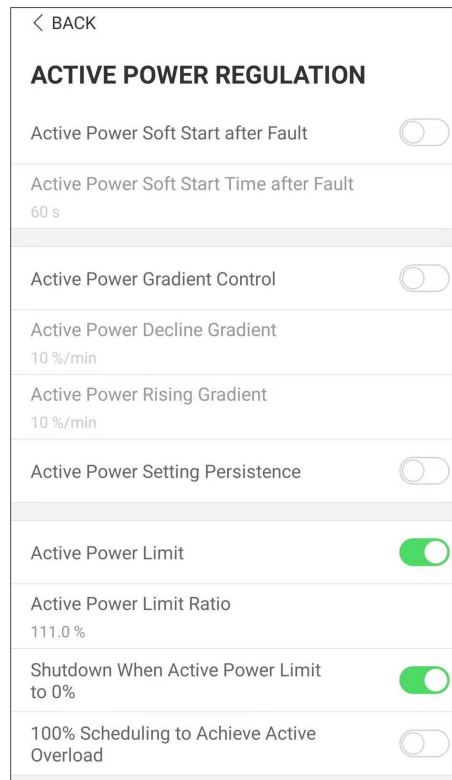 BACK
ACTIVE POWER REGULATION
Active Power Soft Start after Fault
Active Power Soft Start Time after Fault
60 s
Active Power Gradient Control
Active Power Decline Gradient
10 %/min
Active Power Rising Gradient
10 %/min
Active Power Setting Persistence
Active Power Limit
Active Power Limit Ratio
111.0 %
Shutdown When Active Power Limit
to 0%
100% Scheduling to Achieve Active
Overload